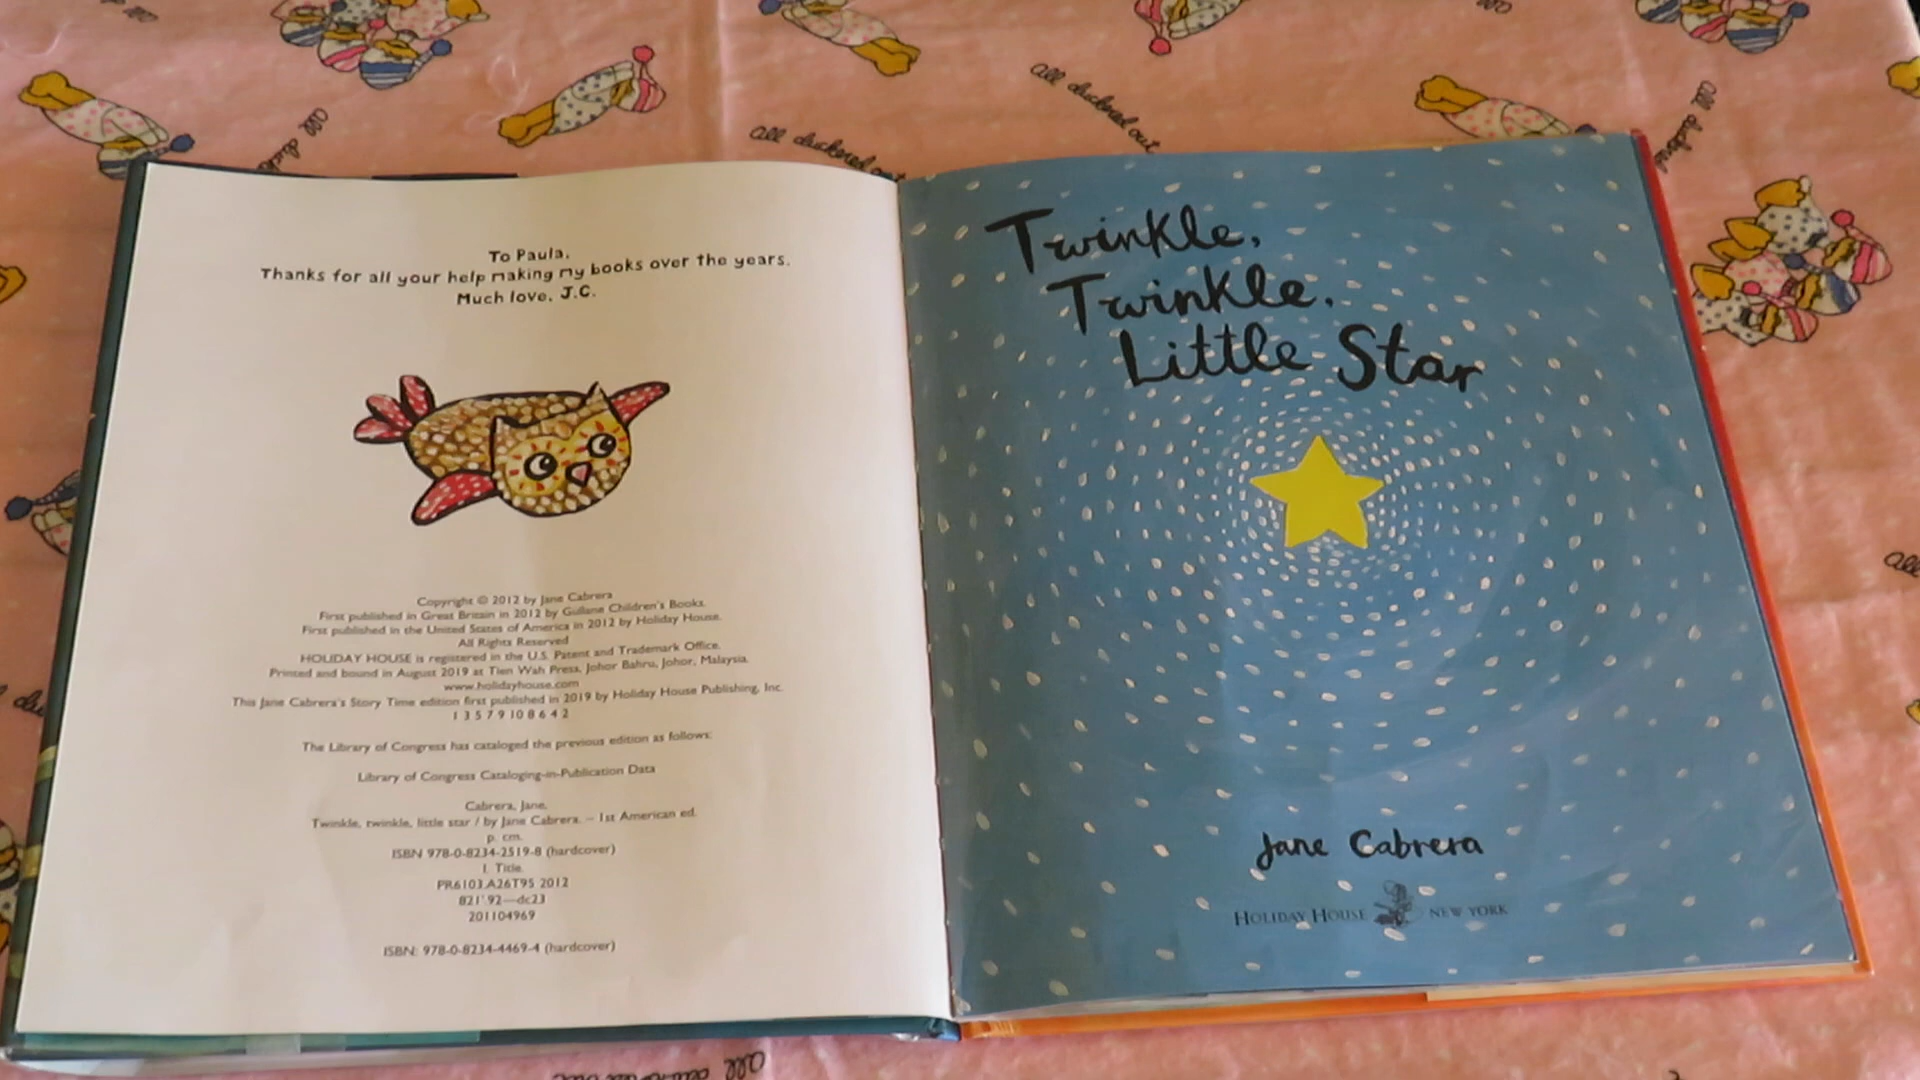 All duckered out
All duckered out
To Paula,
Thanks for all your help making my books over the years.
Much love, J.C.
Copyright © 2012 by Jane Cabrera
First published in Great Britain in 2012 by Gullane Children's Books.
First published in the United States of America in 2012 by Holiday House.
All Rights Reserved
HOLIDAY HOUSE is registered in the U.S. Patent and Trademark Office.
Printed and bound in August 2019 at Tien Wah Press, Johor Bahru, Johor, Malaysia.
www.holidayhouse.com
This Jane Cabrera's Story Time edition first published in 2019 by Holiday House Publishing, Inc.
1 3 5 7 9 10 8 6 4 2
The Library of Congress has cataloged the previous edition as follows:
Library of Congress Cataloging-in-Publication Data
Cabrera, Jane.
Twinkle, twinkle, little star / by Jane Cabrera. — 1st American ed.
p. cm.
ISBN 978-0-8234-2519-8 (hardcover)
I. Title.
PR6103.A26T95 2012
821'.92—dc23
201104969
ISBN: 978-0-8234-4469-4 (hardcover)
Twinkle,
Twinkle,
Little Star
Jane Cabrera
HOLIDAY HOUSE NEW YORK